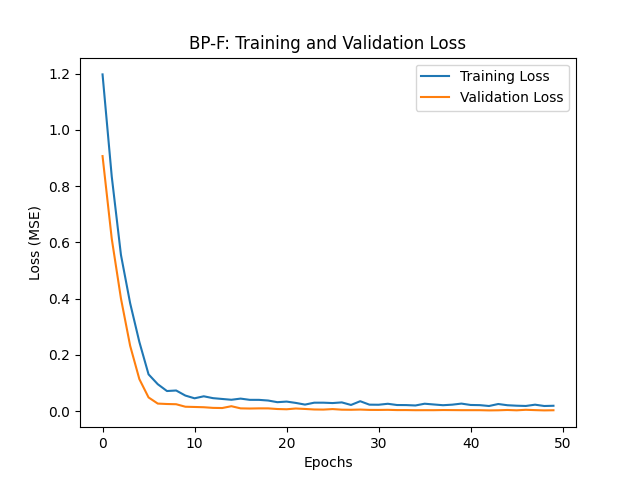 BP-F: Training and Validation Loss
Training Loss
Validation Loss
Loss (MSE)
1.2
1.0
0.8
0.6
0.4
0.2
0.0
0 10 20 30 40 50
Epochs